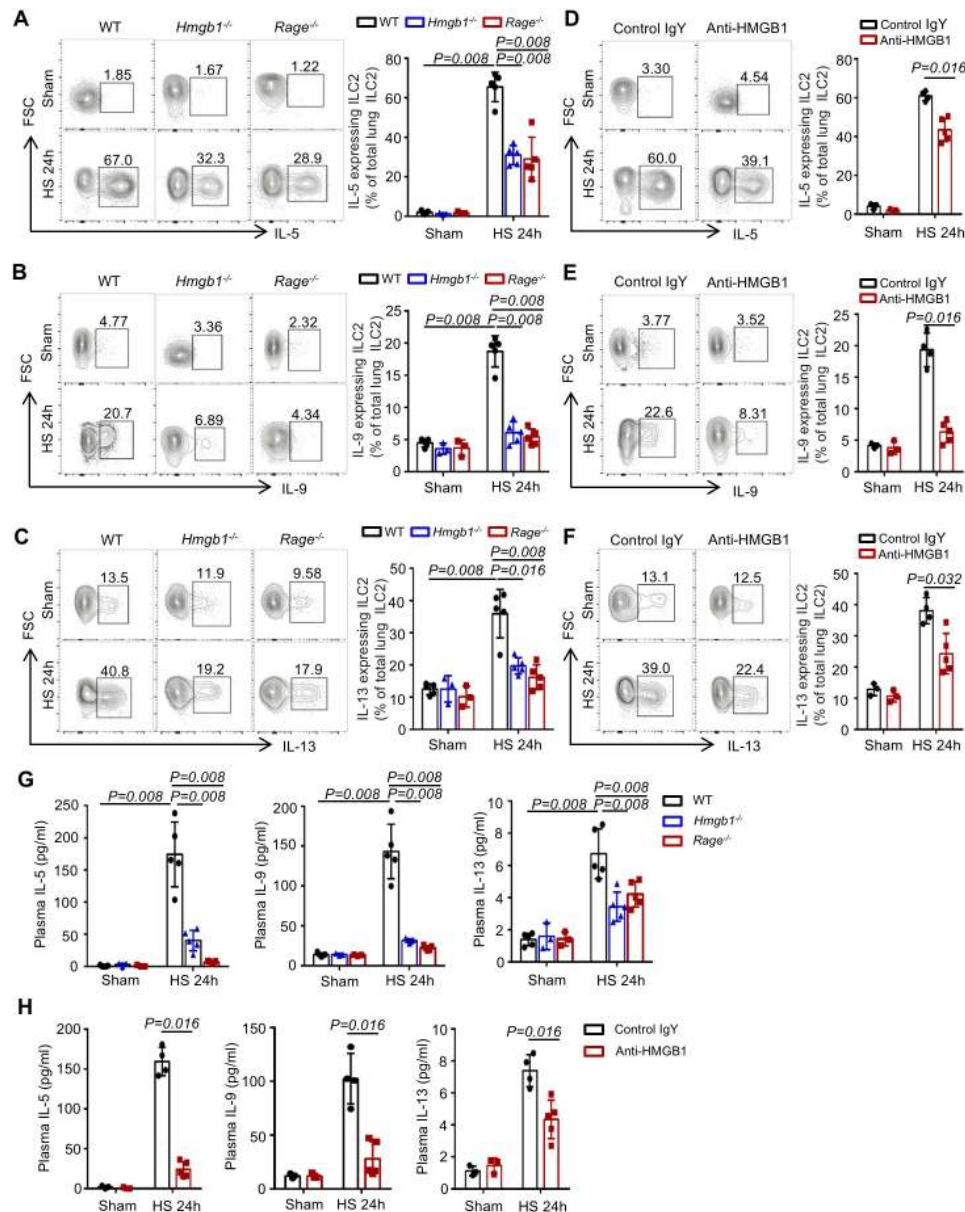 A
WT Hmgb1-/- Rage-/-
WT Hmgb1-/- Rage-/-
FSC
Sham
HS 24h
1.85 1.67 1.22
67.0 32.3 28.9
IL-5
IL-5 expressing ILC2
(% of total lung ILC2)
80
60
40
20
0
P=0.008
P=0.008
P=0.008
Sham HS 24h
D
Control IgY Anti-HMGB1
Control IgY
Anti-HMGB1
FSC
Sham
HS 24h
3.30 4.54
60.0 39.1
IL-5
IL-5 expressing ILC2
(% of total lung ILC2)
80
60
40
20
0
P=0.016
Sham HS 24h
B
WT Hmgb1-/- Rage-/-
WT Hmgb1-/- Rage-/-
FSC
Sham
HS 24h
4.77 3.36 2.32
20.7 6.89 4.34
IL-9
IL-9 expressing ILC2
(% of total lung ILC2)
25
20
15
10
5
0
P=0.008
P=0.008
P=0.008
Sham HS 24h
E
Control IgY Anti-HMGB1
Control IgY
Anti-HMGB1
FSC
Sham
HS 24h
3.77 3.52
22.6 8.31
IL-9
IL-9 expressing ILC2
(% of total lung ILC2)
25
20
15
10
5
0
P=0.016
Sham HS 24h
C
WT Hmgb1-/- Rage-/-
WT Hmgb1-/- Rage-/-
FSC
Sham
HS 24h
13.5 11.9 9.58
40.8 19.2 17.9
IL-13
IL-13 expressing ILC2
(% of total lung ILC2)
50
40
30
20
10
0
P=0.008
P=0.008
P=0.016
Sham HS 24h
F
Control IgY Anti-HMGB1
Control IgY
Anti-HMGB1
FSC
Sham
HS 24h
13.1 12.5
39.0 22.4
IL-13
IL-13 expressing ILC2
(% of total lung ILC2)
50
40
30
20
10
0
P=0.032
Sham HS 24h
G
Plasma IL-5 (pg/ml)
250
200
150
100
50
0
P=0.008
P=0.008
P=0.008
Sham HS 24h
Plasma IL-9 (pg/ml)
200
150
100
50
0
P=0.008
P=0.008
P=0.008
Sham HS 24h
Plasma IL-13 (pg/ml)
10
8
6
4
2
0
P=0.008
P=0.008
P=0.008
Sham HS 24h
WT
Hmgb1-/-
Rage-/-
H
Plasma IL-5 (pg/ml)
200
150
100
50
0
P=0.016
Sham HS 24h
Plasma IL-9 (pg/ml)
150
100
50
0
P=0.016
Sham HS 24h
Plasma IL-13 (pg/ml)
10
8
6
4
2
0
P=0.016
Sham HS 24h
Control IgY
Anti-HMGB1